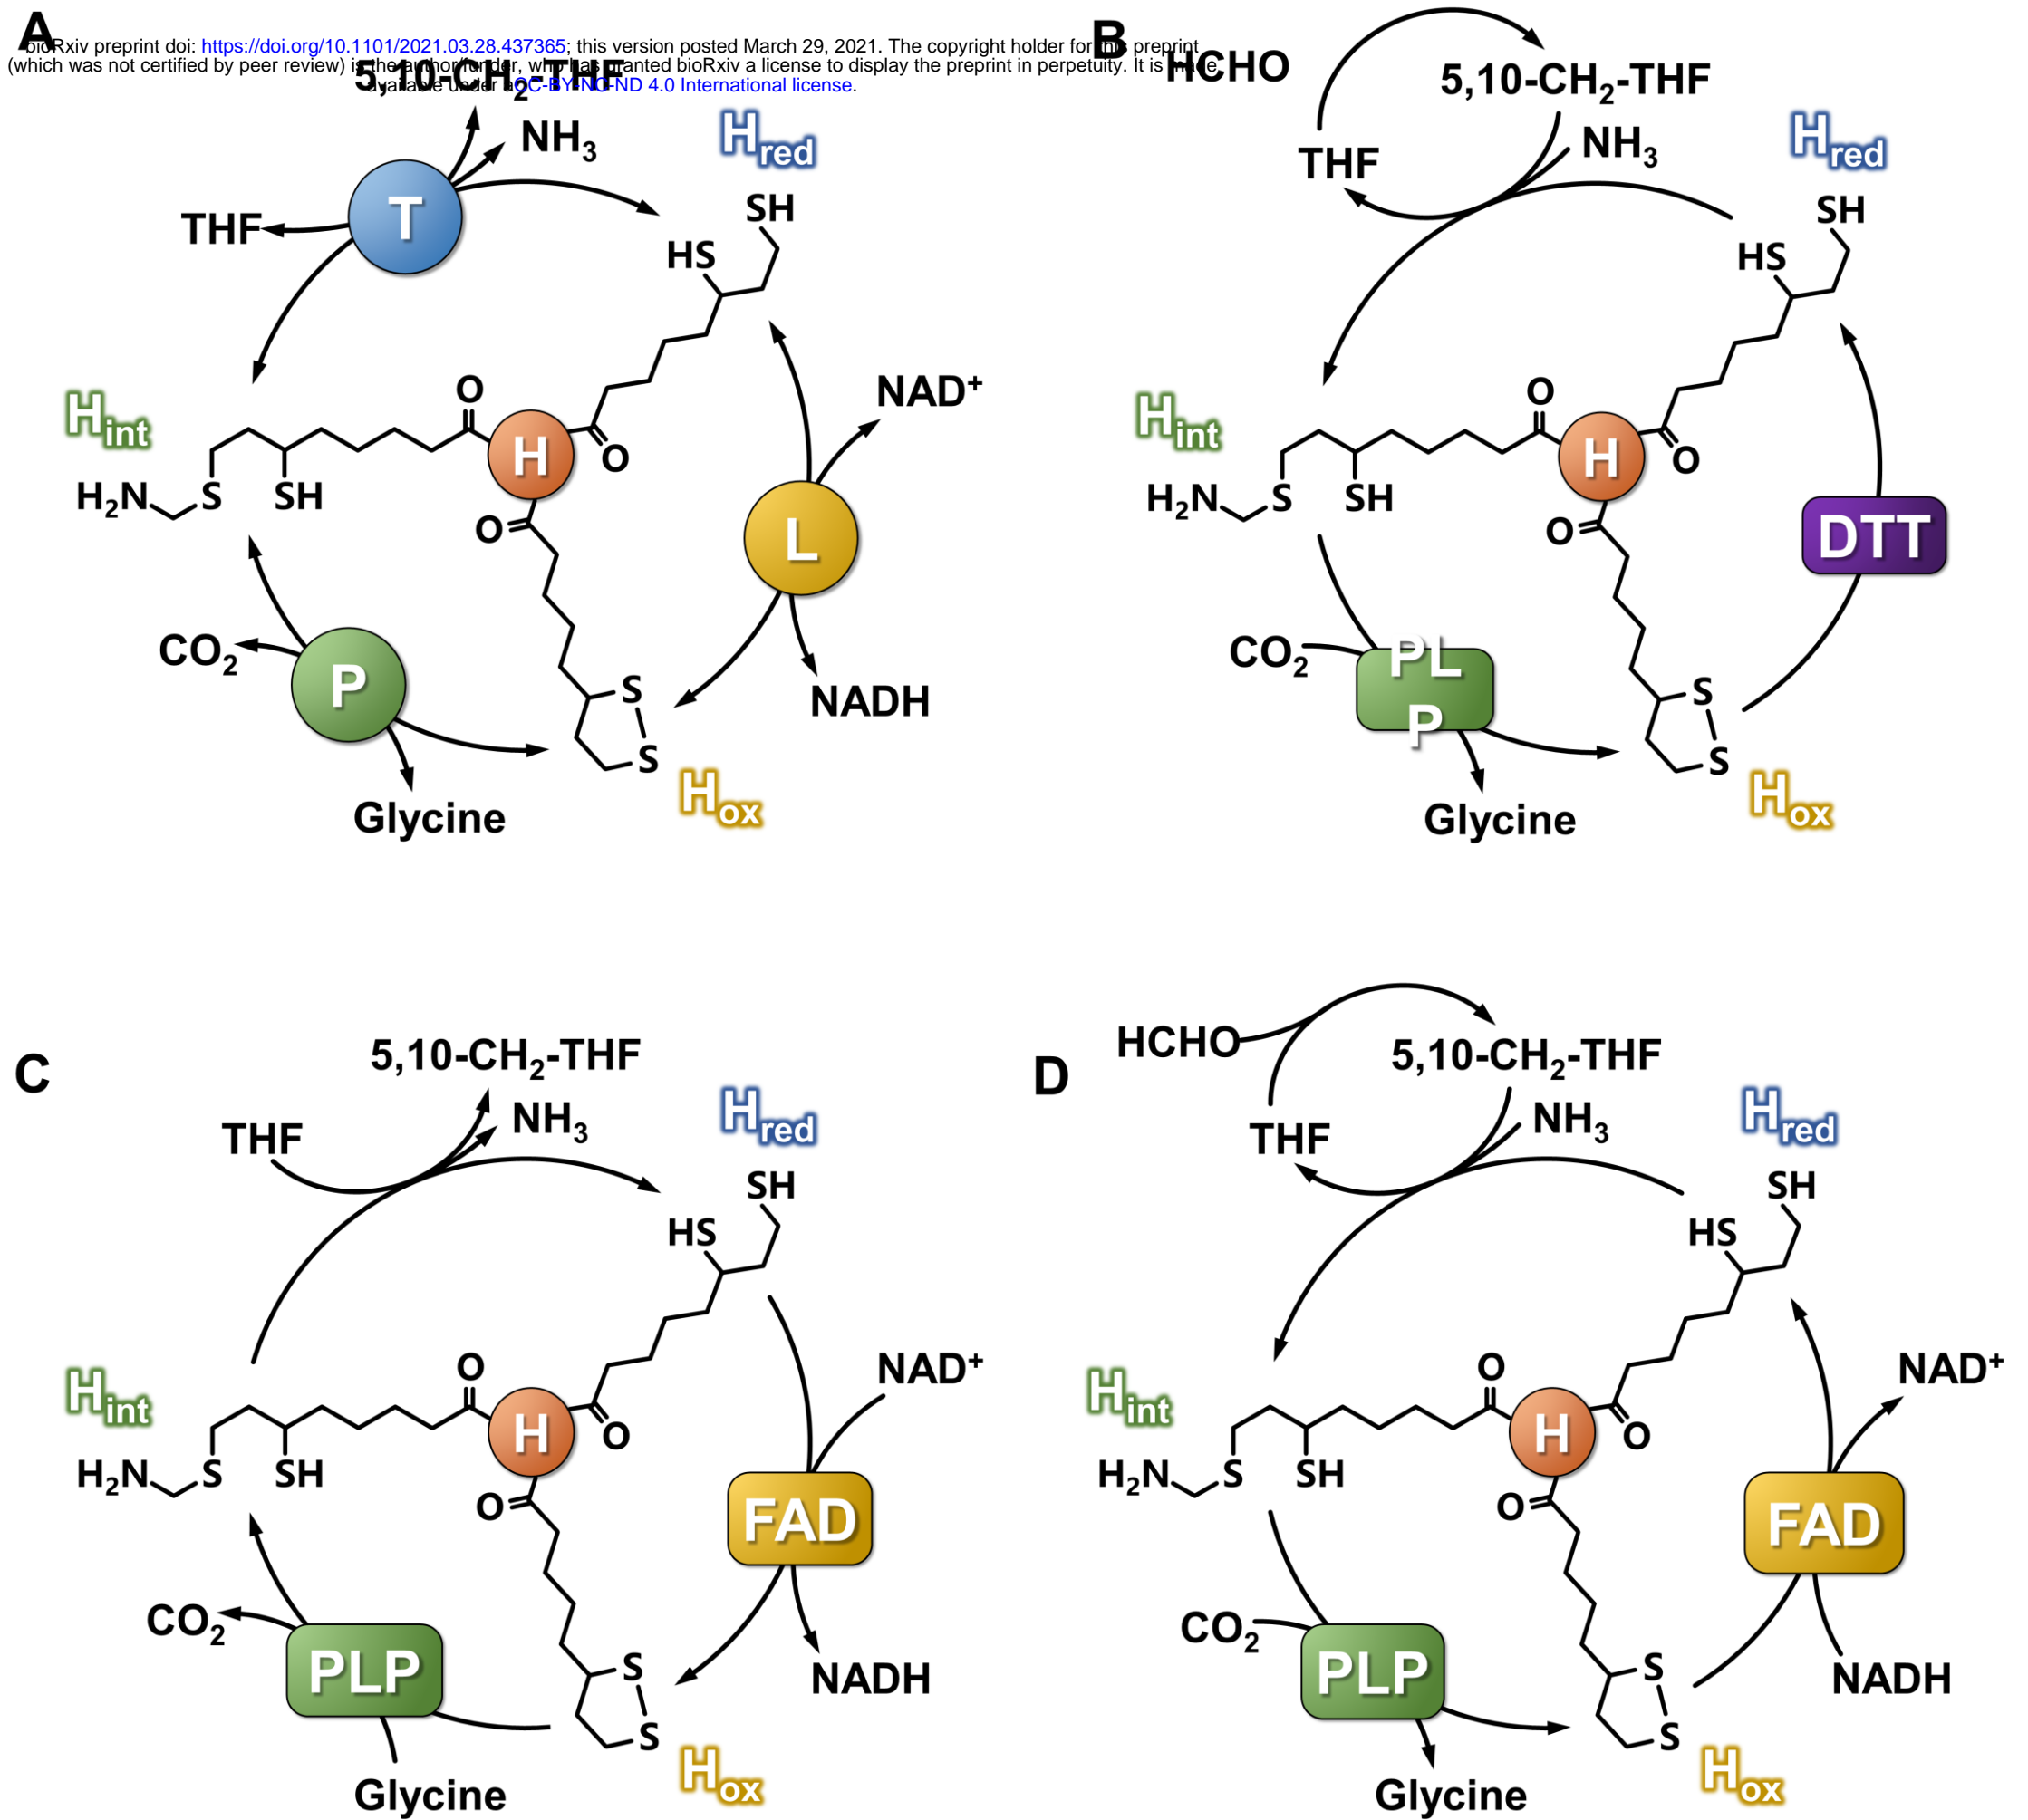 A
bioRxiv preprint doi: https://doi.org/10.1101/2021.03.28.437365; this version posted March 29, 2021. The copyright holder for this preprint
(which was not certified by peer review) is the author/funder, who has granted bioRxiv a license to display the preprint in perpetuity. It is made
available under aCC-BY-NC-ND 4.0 International license.
5,10-CH2-THF
NH3
Hred
T
THF
SH
HS
Hint
O
NAD+
H
O
H2N
S
SH
O
L
CO2
P
S
NADH
S
Hox
Glycine
B
HCHO
5,10-CH2-THF
NH3
Hred
THF
SH
HS
Hint
O
H
O
H2N
S
SH
O
DTT
CO2
PL
P
S
S
Hox
Glycine
C
5,10-CH2-THF
NH3
Hred
THF
SH
HS
Hint
O
NAD+
H
O
H2N
S
SH
O
FAD
CO2
PLP
S
NADH
S
Hox
Glycine
D
HCHO
5,10-CH2-THF
NH3
Hred
THF
SH
HS
Hint
O
NAD+
H
O
H2N
S
SH
O
FAD
CO2
PLP
S
NADH
S
Hox
Glycine